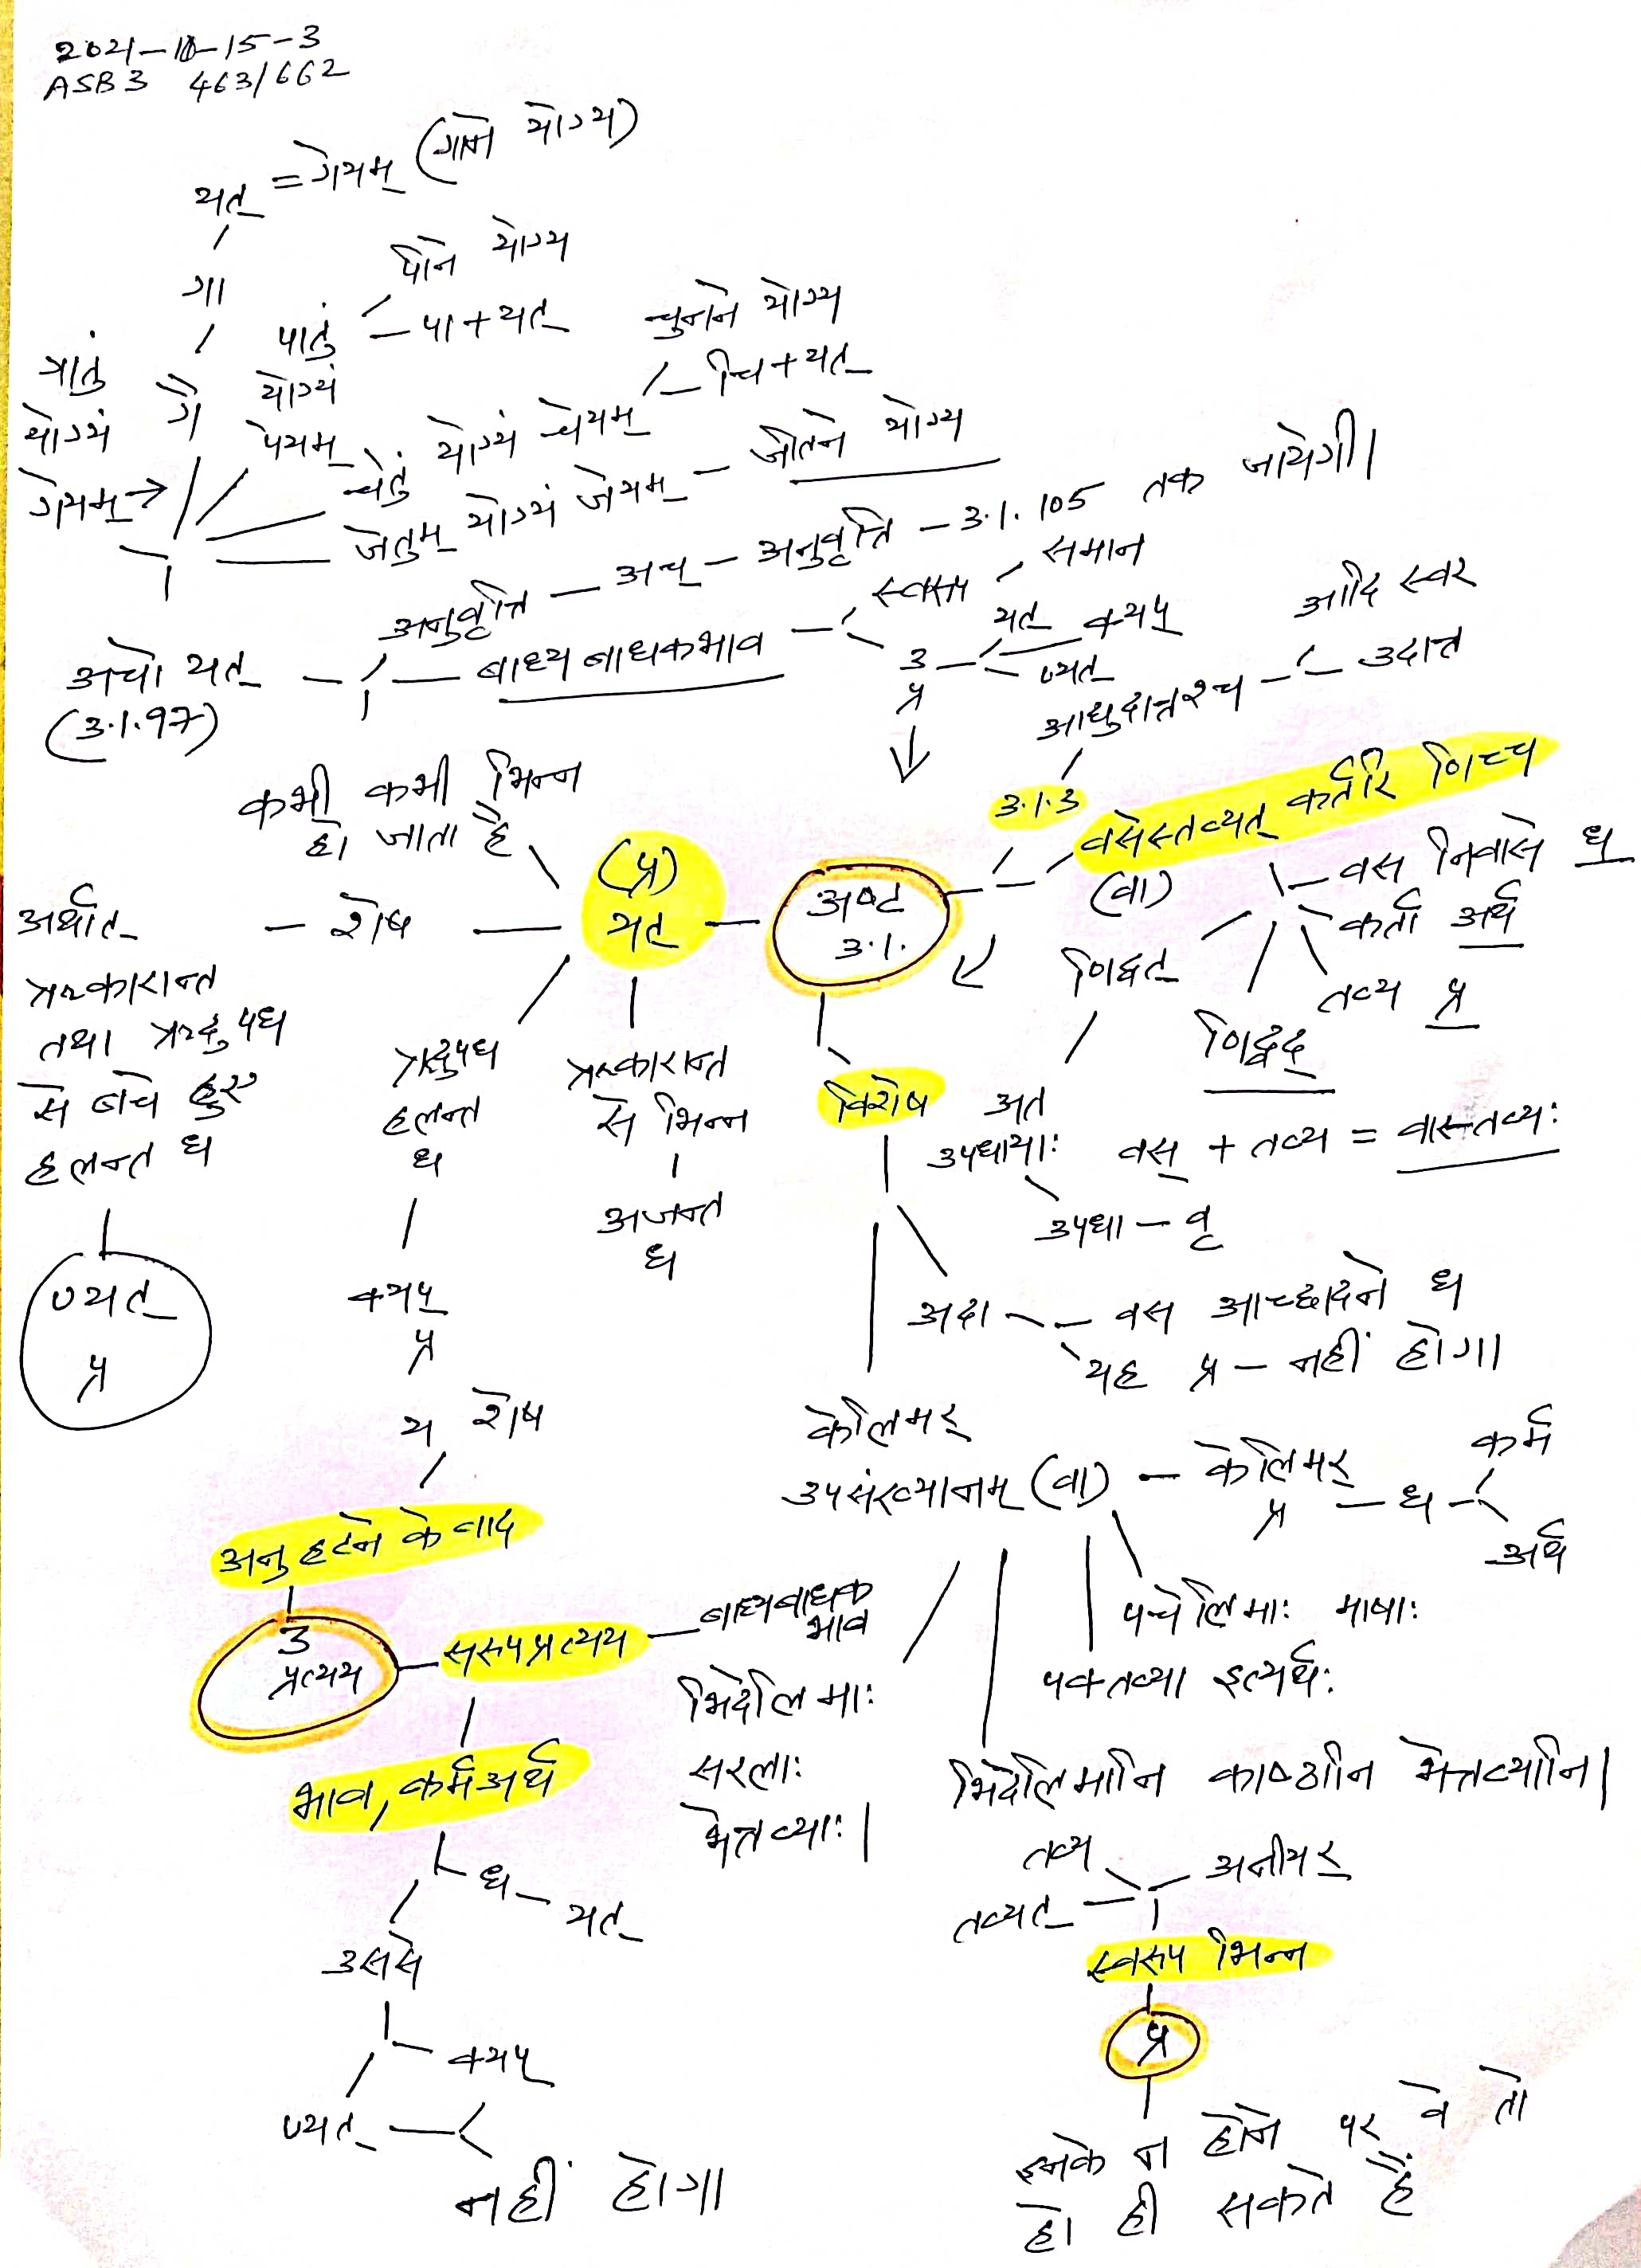 2021-10-15-3
ASB3 463/662
यत् = गेयम् (गाने योग्य)
गा
गै
गातुं
योग्यं
गेयम् →
पीने योग्य
पातुं – पा + यत्
योग्यं
पेयम्
चुनने योग्य
चेतुं योग्यं चेयम् – चि + यत्
जेतुम् योग्यं जेयम् – जीतने योग्य
अनुवृत्ति – अच् – अनुवृत्ति – 3.1.105 तक जायेगी।
अचो यत्
(3.1.97)
बाध्य बाधकभाव
स्वरूप समान
3
प्र
यत्
क्यप्
ण्यत्
आदि स्वर
आद्युदात्तश्च – उदात्त
3.1.3
वसेस्तव्यत् कर्तरि णिच्च
(वा)
वस निवासे ध
कर्ता अर्थ
तव्य प्र
णिद्वद्
णिद्वत्
अत
उपधायाः
उपधा – वृ
वस् + तव्य = वास्तव्यः
कभी कभी भिन्न
हो जाता है
(प्र)
यत्
अष्ट
3.1.
अर्थात् – शेष
ऋकारान्त
तथा ऋदुपध
से बचे हुए
हलन्त ध
ण्यत्
प्र
ऋदुपध
हलन्त
ध
क्यप्
प्र
ऋकारान्त
से भिन्न
अजन्त
ध
विशेष
अदा – वस आच्छादने ध
यह प्र – नहीं होगा
य शेष
अनु हटने के बाद
3
प्रत्यय
सरुप प्रत्यय
बाध्यबाधक
भाव
भाव, कर्म अर्थ
ध – यत्
उससे
क्यप्
ण्यत्
नहीं होगा
केलिमर्
उपसंख्यानम् (वा) – केलिमर्
प्र – ध
कर्म
अर्थ
पचेलिमाः माषाः
पक्तव्या इत्यर्थः
भिदेलिमाः
सरलाः
भेत्तव्याः।
भिदेलिमानि काष्ठानि भेत्तव्यानि।
तव्य
अनीयर्
तव्यत्
स्वरुप भिन्न
प्र
इनके न होने पर वे तो
हो ही सकते हैं